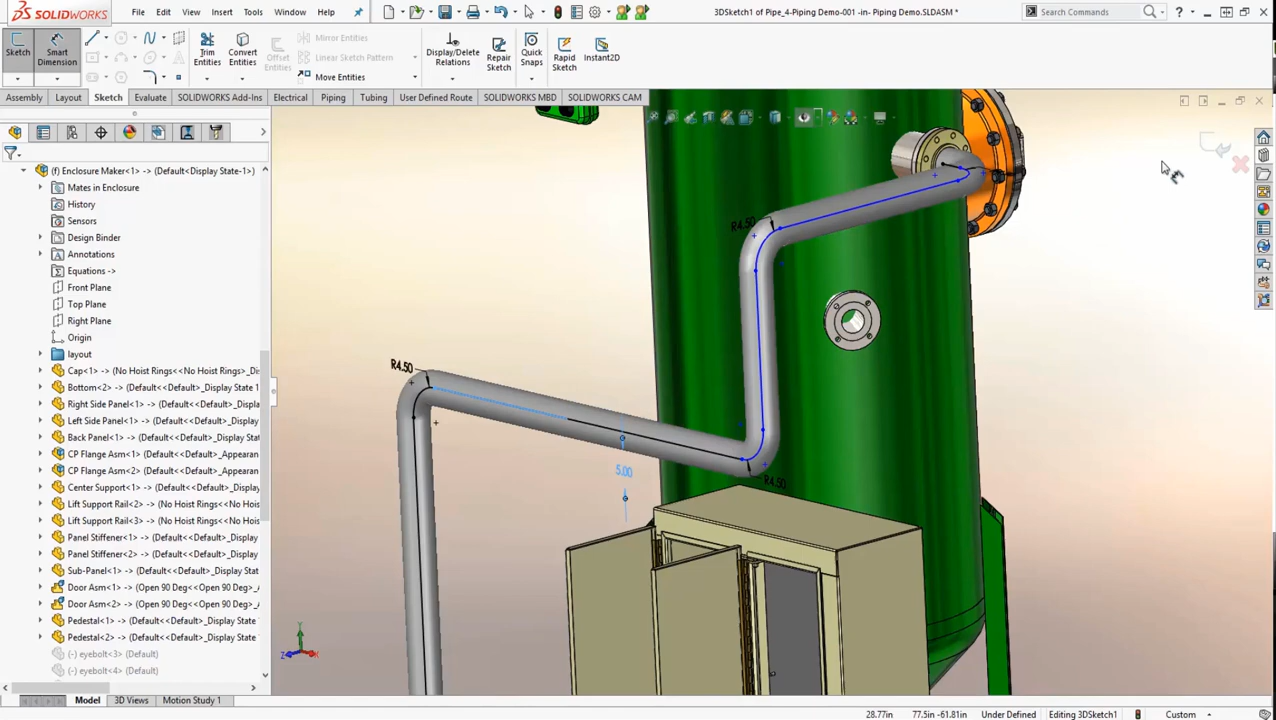 SOLIDWORKS
File Edit View Insert Tools Window Help
3DSketch1 of Pipe_4-Piping Demo-001 -in- Piping Demo.SLDASM *
Search Commands
Sketch
Smart Dimension
Trim Entities
Convert Entities
Offset Entities
Mirror Entities
Linear Sketch Pattern
Move Entities
Display/Delete Relations
Repair Sketch
Quick Snaps
Rapid Sketch
Instant2D
Assembly Layout Sketch Evaluate SOLIDWORKS Add-Ins Electrical Piping Tubing User Defined Route SOLIDWORKS MBD SOLIDWORKS CAM
(f) Enclosure Maker<1> -> (Default<Display State-1>)
Mates in Enclosure
History
Sensors
Design Binder
Annotations
Equations ->
Front Plane
Top Plane
Right Plane
Origin
layout
Cap<1> -> (No Hoist Rings<<No Hoist Rings>
Bottom<2> -> (Default<<Default>_Display State 1
Right Side Panel<1> -> (Default<<Default>_Displ
Left Side Panel<1> -> (Default<<Default>_Displa
Back Panel<1> -> (Default<<Default>_Display Sta
CP Flange Asm<1> -> (Default<Default>_Appearan
CP Flange Asm<2> -> (Default<Default>_Appearan
Center Support<1> -> (Default<<Default>_Displa
Lift Support Rail<2> -> (No Hoist Rings<<No Hois
Lift Support Rail<3> -> (No Hoist Rings<<No Hois
Panel Stiffener<1> -> (Default<<Default>_Display
Panel Stiffener<2> -> (Default<<Default>_Display
Sub-Panel<1> -> (Default<<Default>_Display Stat
Door Asm<1> -> (Open 90 Deg<<Open 90 Deg>_A
Door Asm<2> -> (Open 90 Deg<<Open 90 Deg>_A
Pedestal<1> -> (Default<<Default>_Display State
Pedestal<2> -> (Default<<Default>_Display State
(-) eyebolt<3> (Default)
(-) eyebolt<4> (Default)
R4.50
R4.50
5.00
R4.50
Y
Z
X
Model 3D Views Motion Study 1
28.77in 77.5in -61.81in Under Defined Editing 3DSketch1 Custom